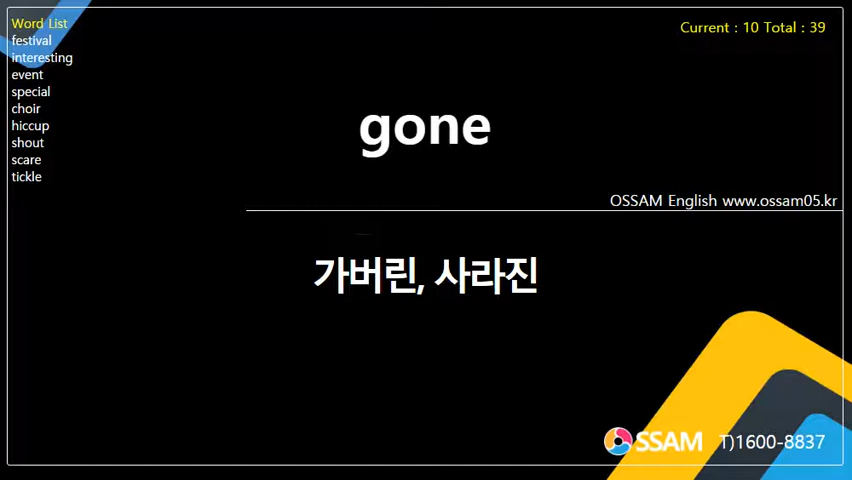 Word List
festival
interesting
event
special
choir
hiccup
shout
scare
tickle
Current : 10 Total : 39
gone
OSSAM English www.ossam05.kr
가버린, 사라진
OSSAM T)1600-8837